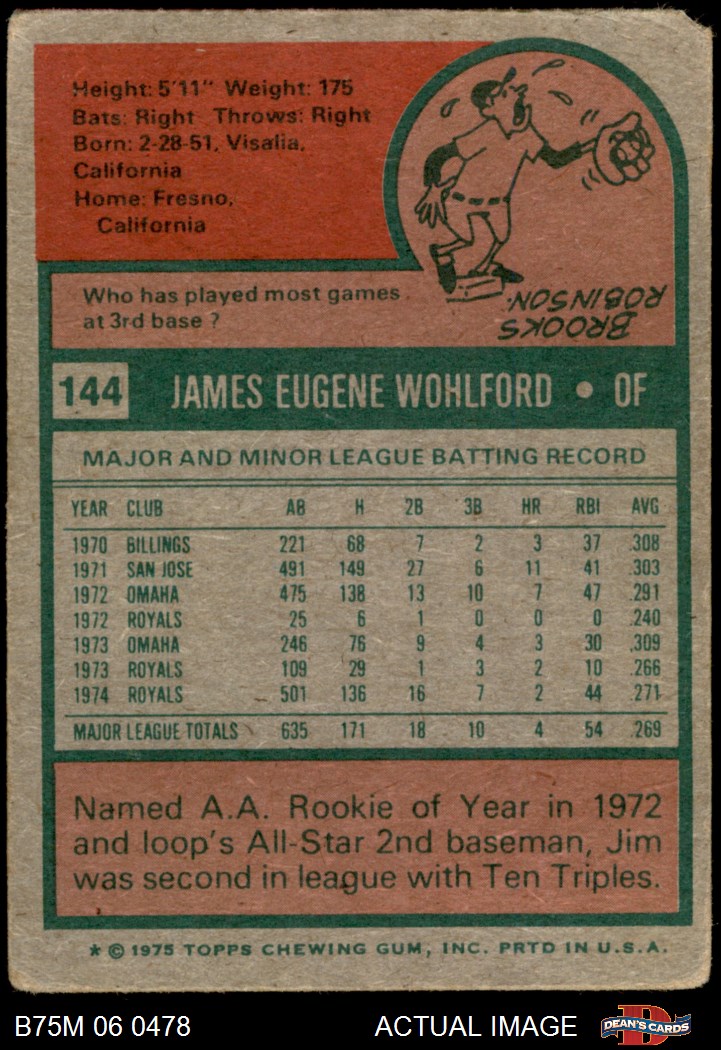 Height: 5'11" Weight: 175
Bats: Right Throws: Right
Born: 2-28-51, Visalia,
California
Home: Fresno,
California
Who has played most games
at 3rd base ?
BROOKS
ROBINSON.
144 JAMES EUGENE WOHLFORD • OF
MAJOR AND MINOR LEAGUE BATTING RECORD
YEAR CLUB AB H 2B 3B HR RBI AVG
1970 BILLINGS 221 68 7 2 3 37 .308
1971 SAN JOSE 491 149 27 6 11 41 .303
1972 OMAHA 475 138 13 10 7 47 .291
1972 ROYALS 25 6 1 0 0 0 .240
1973 OMAHA 246 76 9 4 3 30 .309
1973 ROYALS 109 29 1 3 2 10 .266
1974 ROYALS 501 136 16 7 2 44 .271
MAJOR LEAGUE TOTALS 635 171 18 10 4 54 .269
Named A.A. Rookie of Year in 1972
and loop's All-Star 2nd baseman, Jim
was second in league with Ten Triples.
* © 1975 TOPPS CHEWING GUM, INC. PRTD IN U.S.A.
B75M 06 0478 ACTUAL IMAGE D DEAN'S CARDS